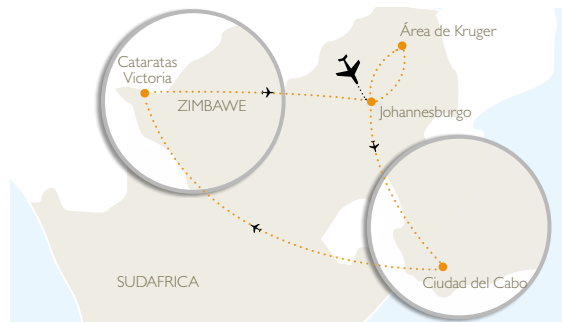 Área de Kruger
Cataratas
Victoria
ZIMBAWE
Johannesburgo
SUDAFRICA
Ciudad del Cabo